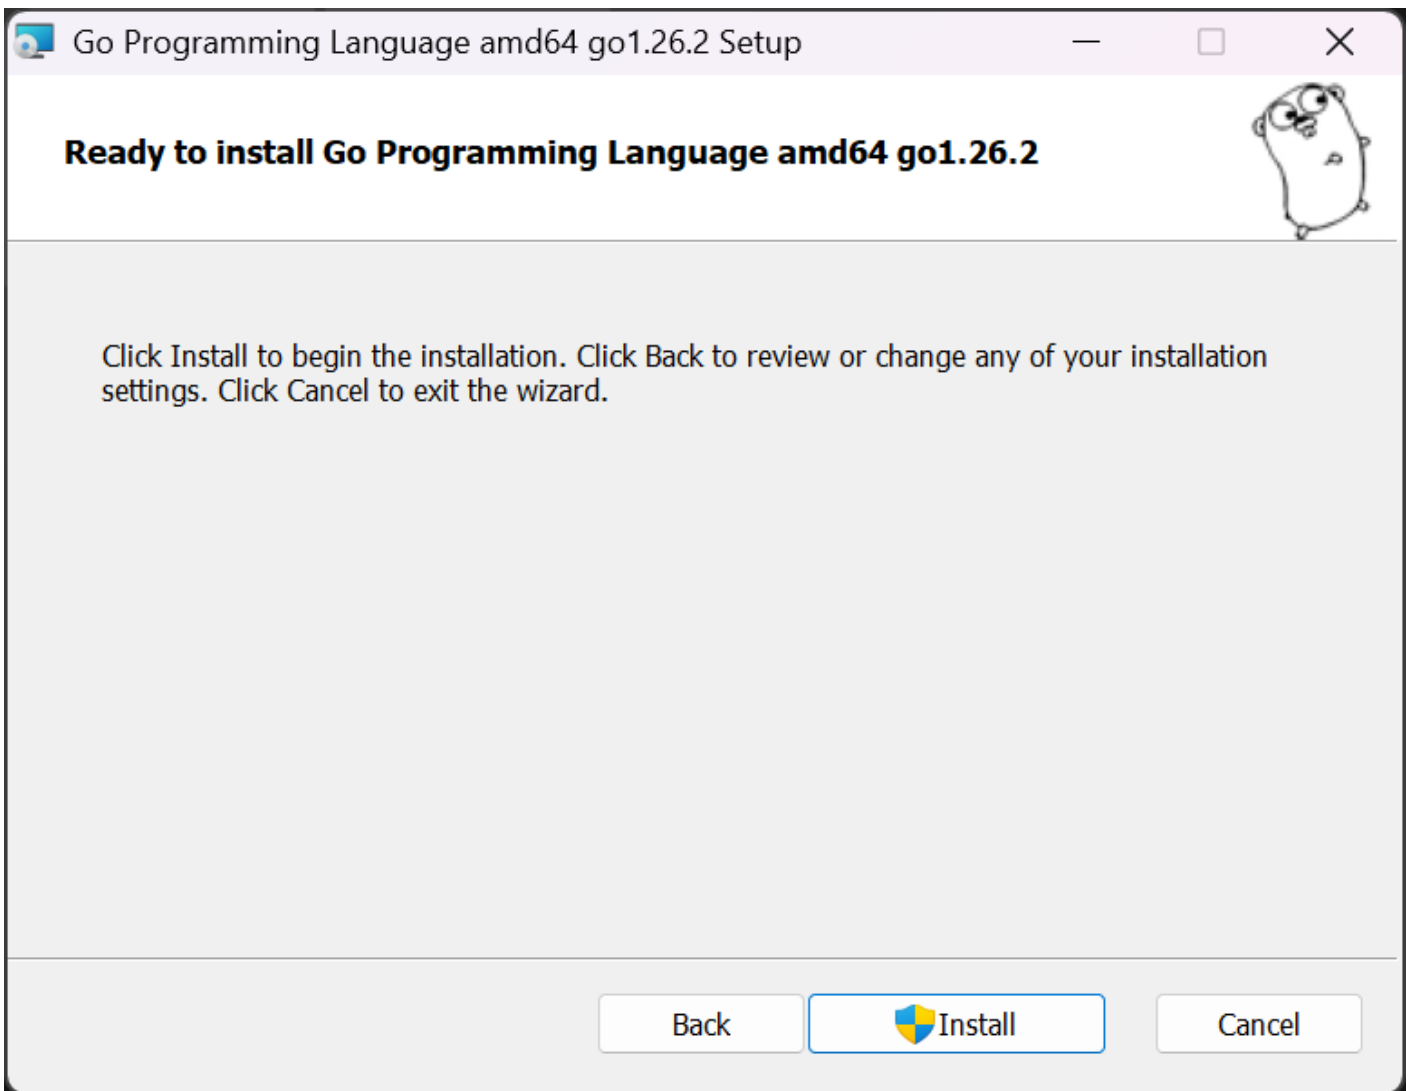 Go Programming Language amd64 go1.26.2 Setup
Ready to install Go Programming Language amd64 go1.26.2
Click Install to begin the installation. Click Back to review or change any of your installation
settings. Click Cancel to exit the wizard.
Back
Install
Cancel